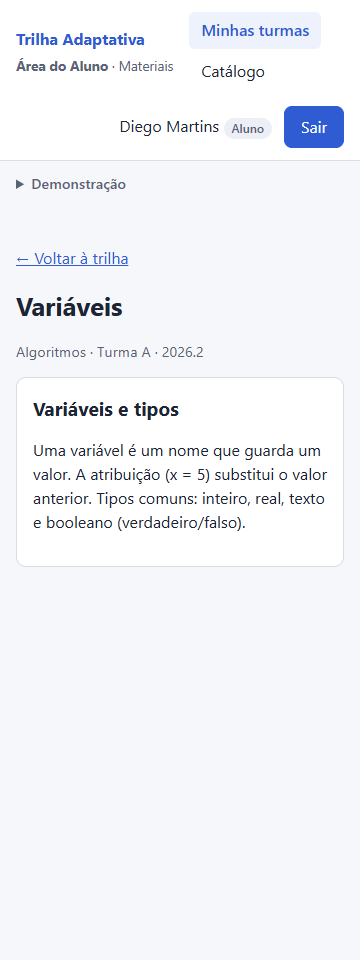 Trilha Adaptativa
Área do Aluno · Materiais
Minhas turmas
Catálogo
Diego Martins Aluno
Sair
▶ Demonstração
← Voltar à trilha
Variáveis
Algoritmos · Turma A · 2026.2
Variáveis e tipos
Uma variável é um nome que guarda um
valor. A atribuição (x = 5) substitui o valor
anterior. Tipos comuns: inteiro, real, texto
e booleano (verdadeiro/falso).